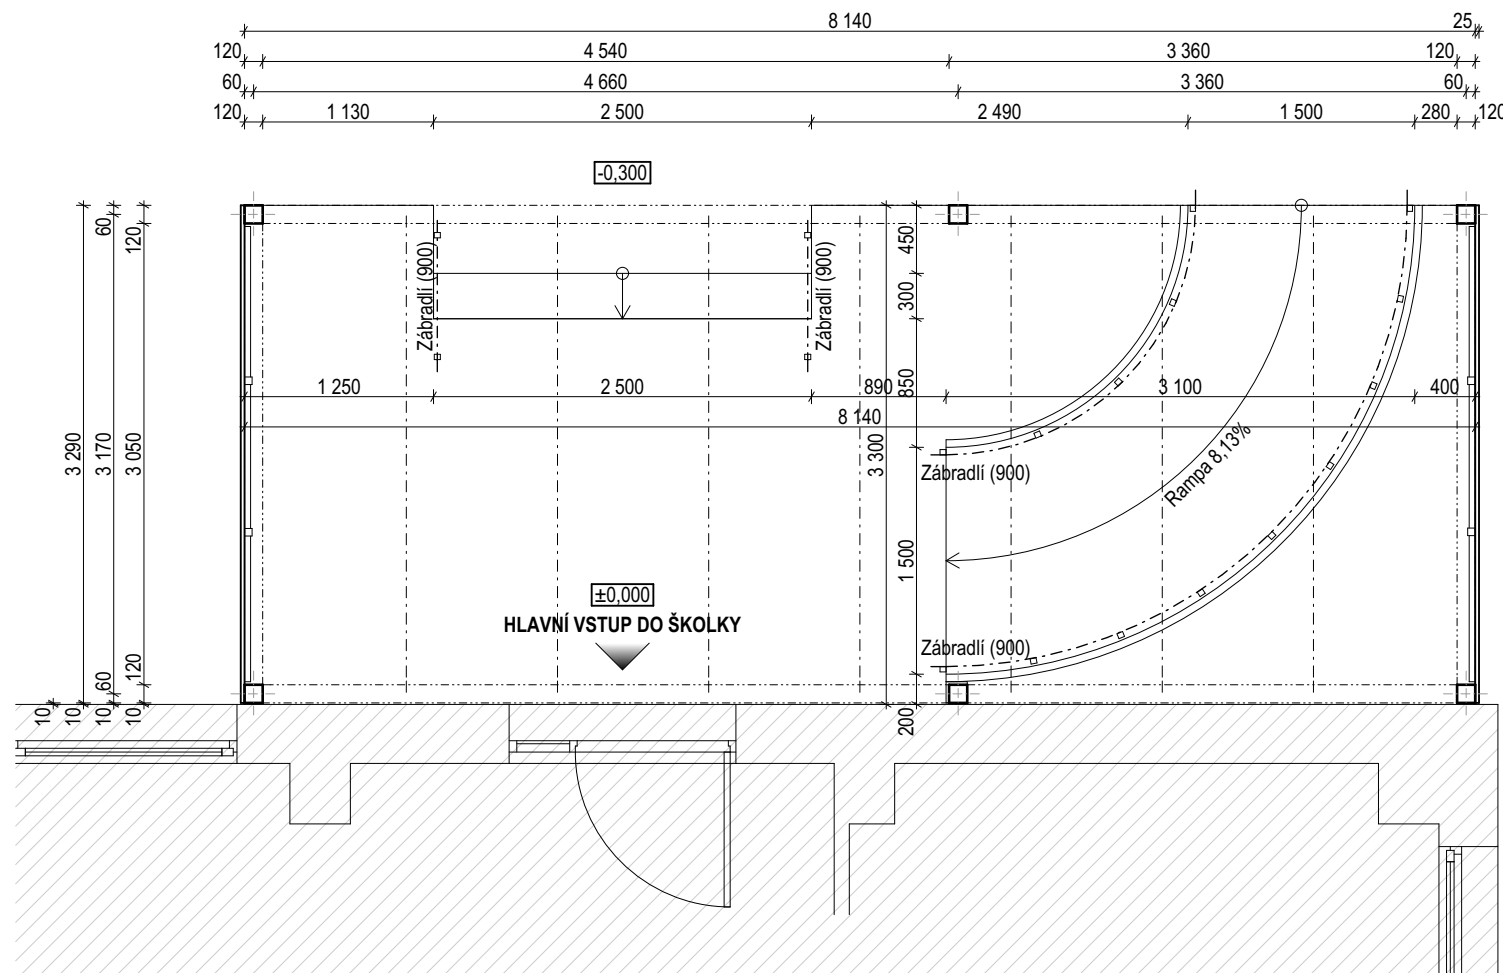 8 140 25
120 4 540 3 360 120
60 4 660 3 360 60
120 1 130 2 500 2 490 1 500 280 120
-0,300
60
120
450
Zábradlí (900)
Zábradlí (900)
300
1 250 2 500 890 3 100 400
850
8 140
3 290
3 170
3 050
3 300
Rampa 8,13%
Zábradlí (900)
1 500
±0,000
HLAVNÍ VSTUP DO ŠKOLKY
Zábradlí (900)
60
120
10
10
10
10
200